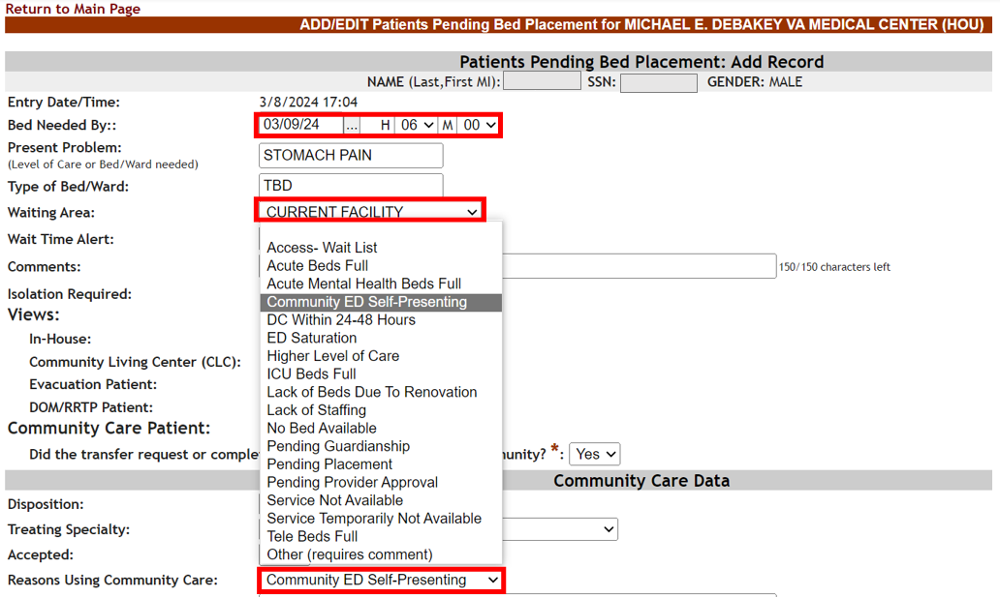 Return to Main Page
ADD/EDIT Patients Pending Bed Placement for MICHAEL E. DEBAKEY VA MEDICAL CENTER (HOU)
Patients Pending Bed Placement: Add Record
NAME (Last,First MI): SSN: GENDER: MALE
Entry Date/Time: 3/8/2024 17:04
Bed Needed By:: 03/09/24 ... H 06 M 00
Present Problem: STOMACH PAIN
(Level of Care or Bed/Ward needed)
Type of Bed/Ward: TBD
Waiting Area: CURRENT FACILITY
Wait Time Alert:
Access- Wait List
Comments: 150/150 characters left
Acute Beds Full
Acute Mental Health Beds Full
Isolation Required:
Community ED Self-Presenting
Views:
DC Within 24-48 Hours
In-House:
ED Saturation
Community Living Center (CLC):
Higher Level of Care
ICU Beds Full
Evacuation Patient:
Lack of Beds Due To Renovation
DOM/RRTP Patient:
Lack of Staffing
Community Care Patient:
No Bed Available
Pending Guardianship
Did the transfer request or comple unity? *: Yes
Pending Placement
Community Care Data
Pending Provider Approval
Disposition:
Service Not Available
Service Temporarily Not Available
Treating Specialty:
Tele Beds Full
Accepted:
Other (requires comment)
Reasons Using Community Care: Community ED Self-Presenting